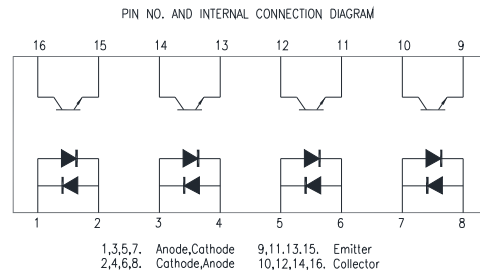 PIN NO. AND INTERNAL CONNECTION DIAGRAM
16 15 14 13 12 11 10 9
1 2 3 4 5 6 7 8
1,3,5,7. Anode,Cathode 9,11.13.15. Emitter
2,4,6,8. Cathode,Anode 10,12,14,16. Collector